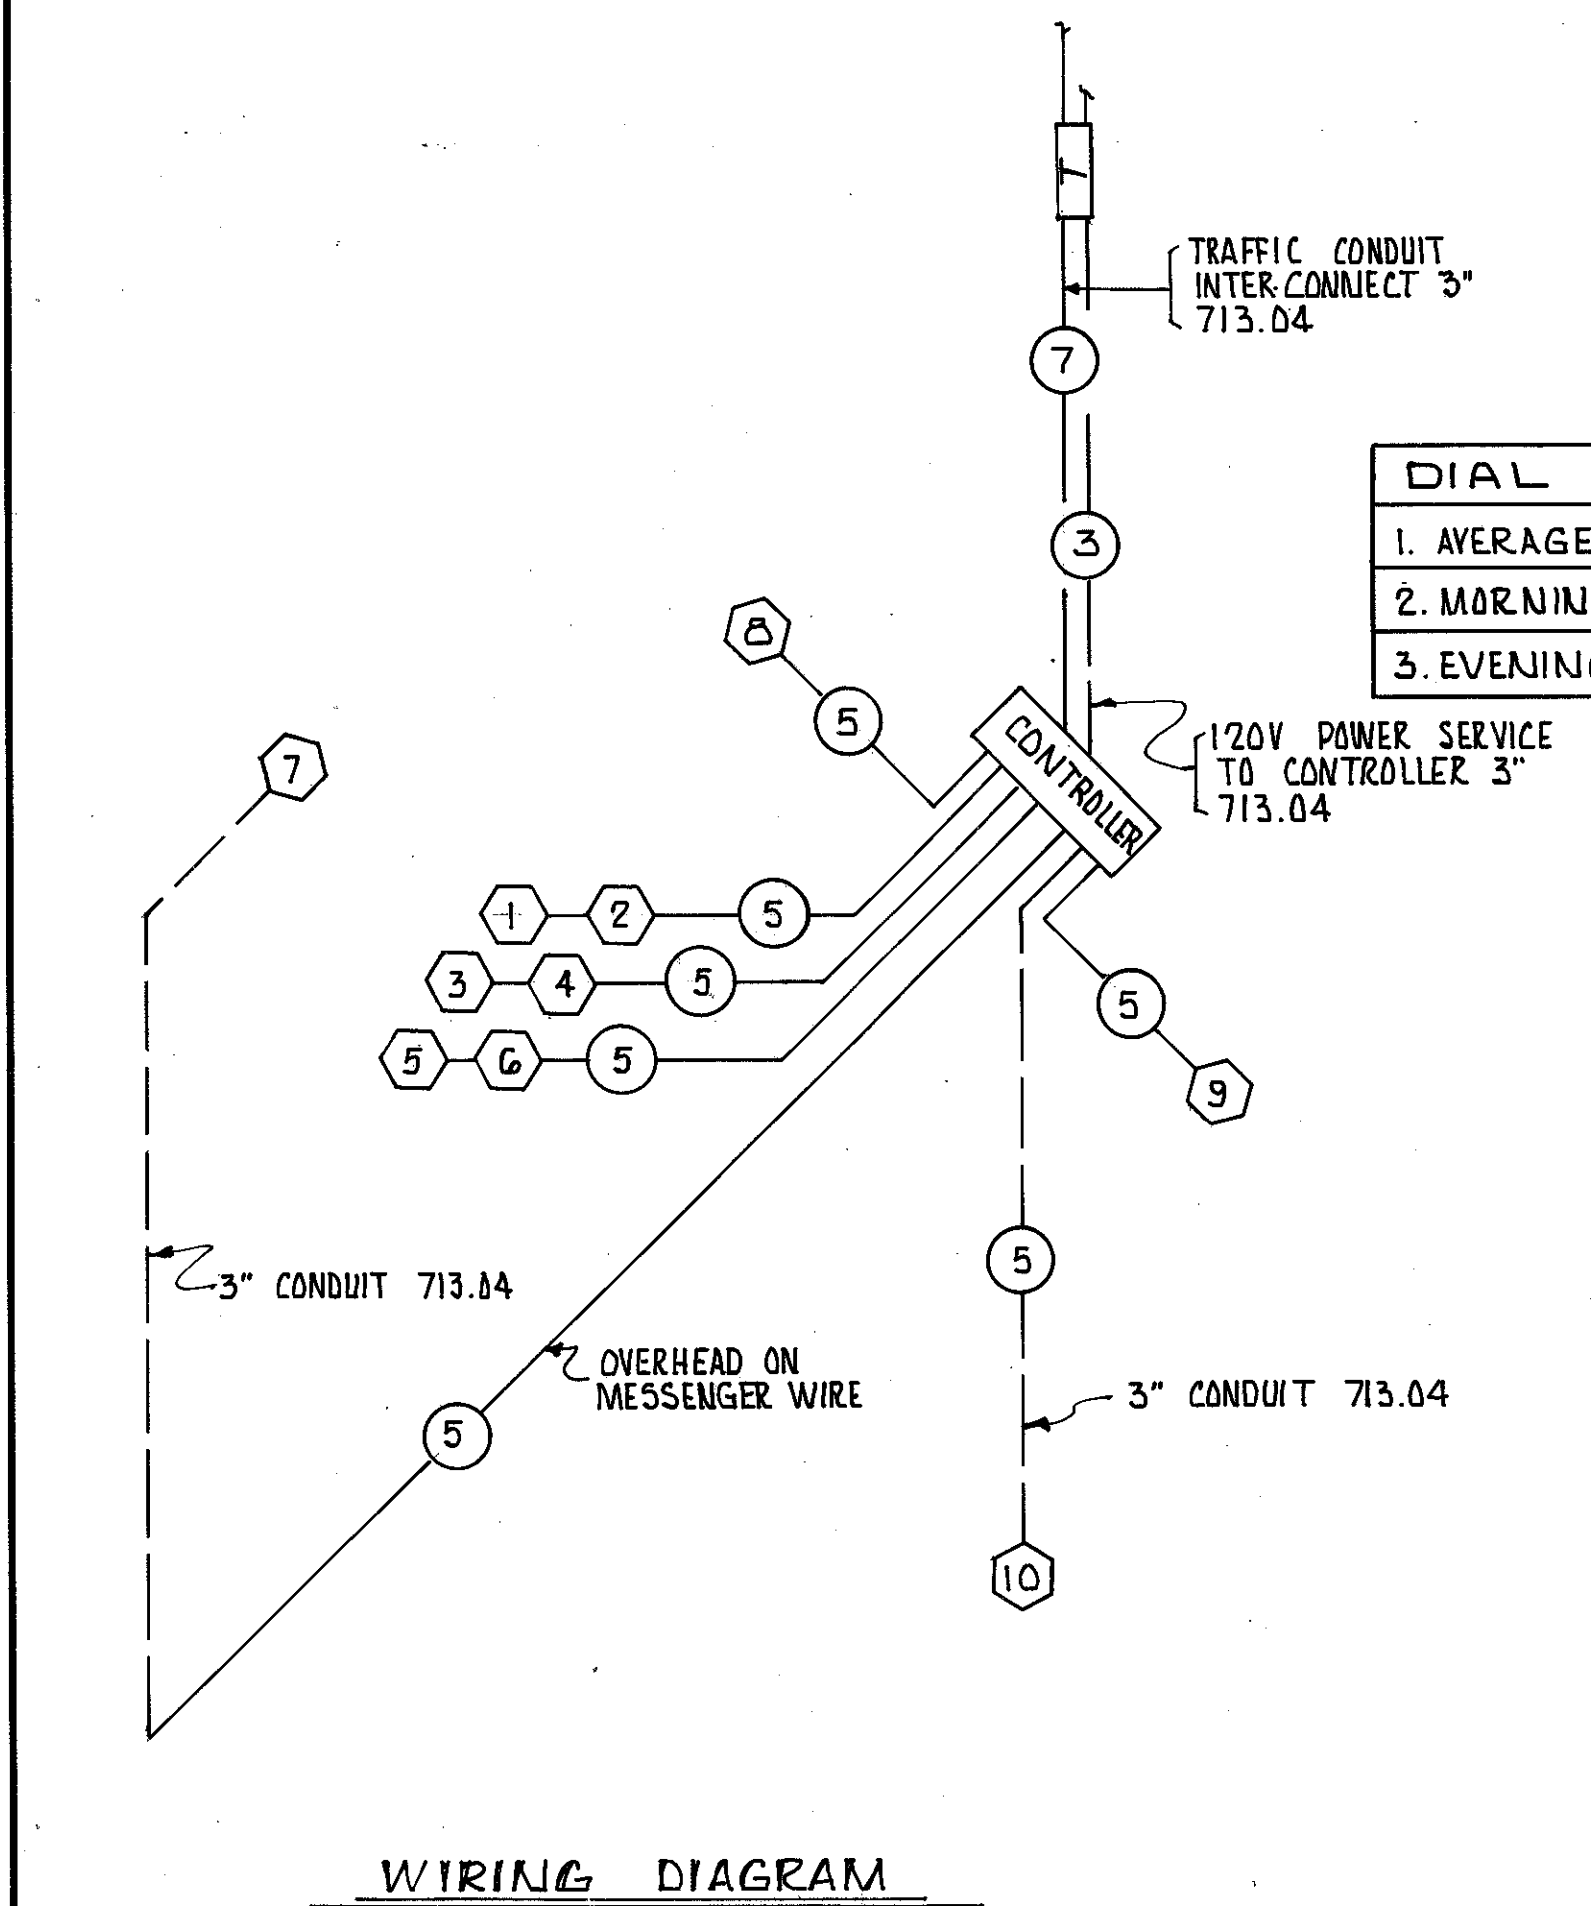 T
TRAFFIC CONDUIT
INTER-CONNECT 3"
713.04
7
DIAL
3
1. AVERAGE
2. MORNIN
3. EVENING
8
5
CONTROLLER
120V POWER SERVICE
TO CONTROLLER 3"
713.04
7
1 2 5
3 4 5
5 6 5
5
9
5
3" CONDUIT 713.04
OVERHEAD ON
MESSENGER WIRE
3" CONDUIT 713.04
5
10
WIRING DIAGRAM